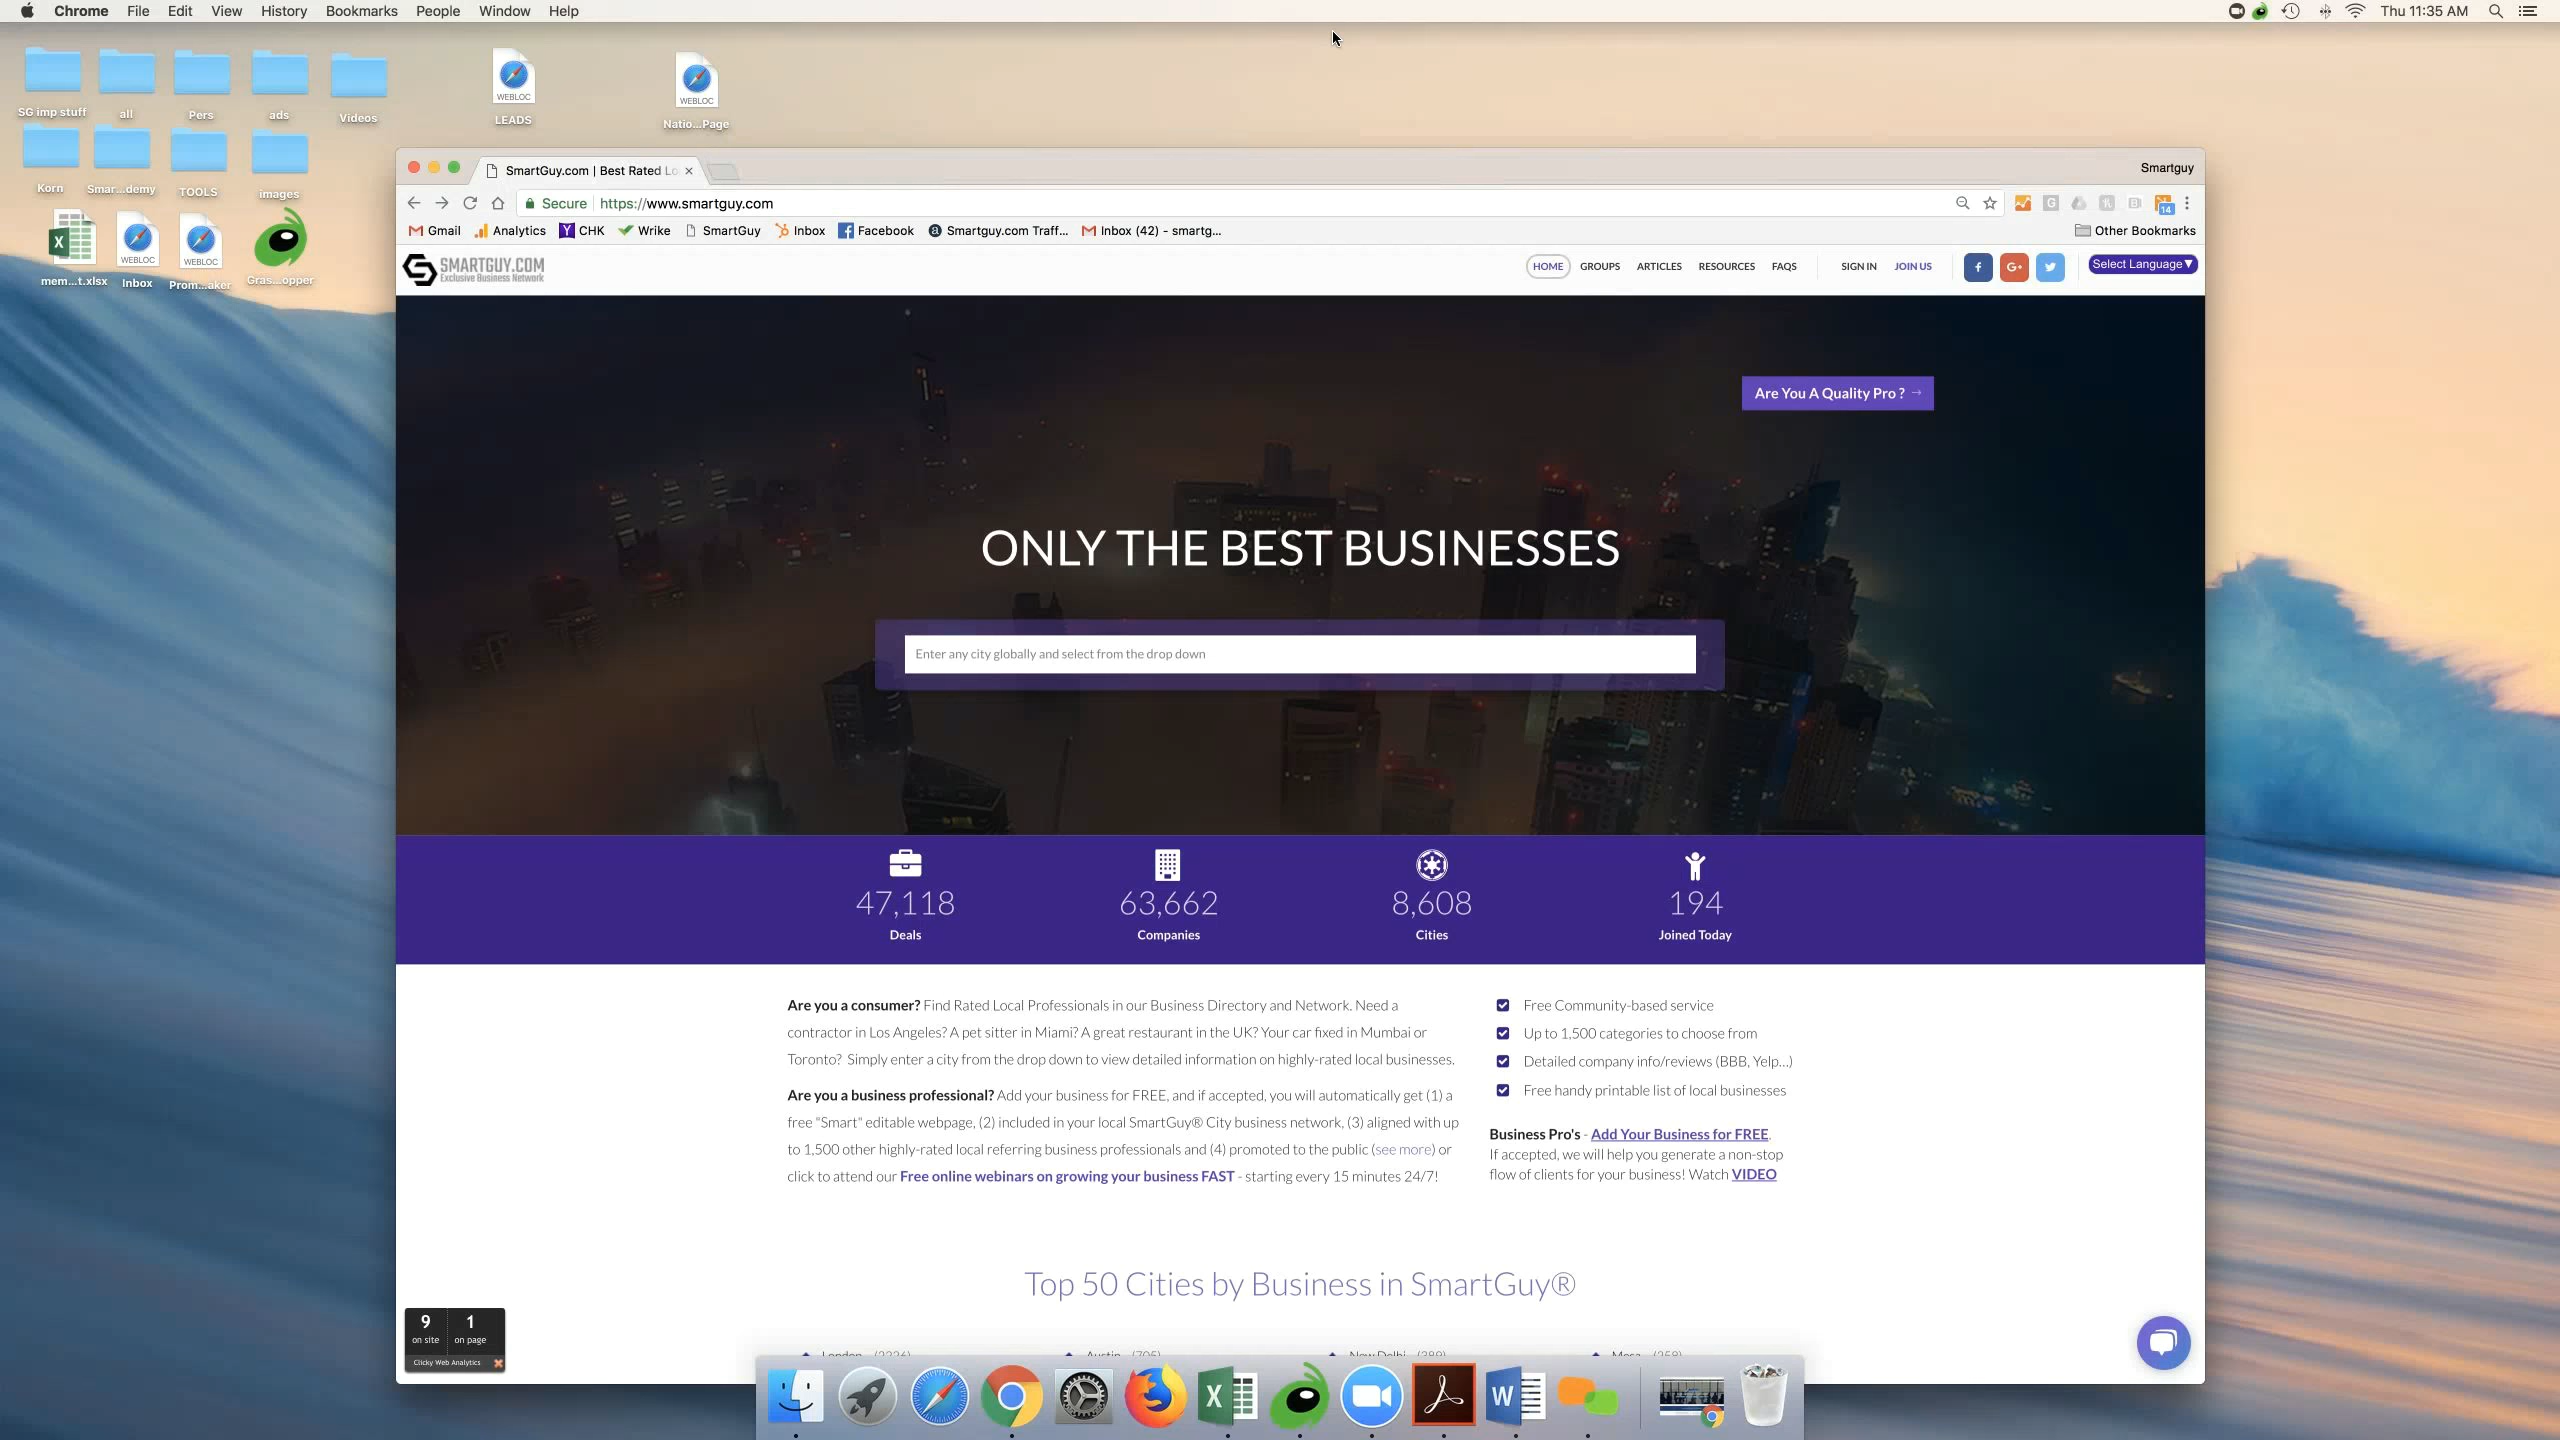 Chrome File Edit View History Bookmarks People Window Help
Thu 11:35 AM
SG imp stuff
all
Pers
ads
Videos
LEADS
Natio...Page
WEBLOC
WEBLOC
Korn
Smar...demy
TOOLS
images
mem...t.xlsx
Inbox
Prom...aker
Gras...opper
WEBLOC
WEBLOC
SmartGuy.com | Best Rated Lo
Smartguy
Secure https://www.smartguy.com
14
Gmail Analytics CHK Wrike SmartGuy Inbox Facebook Smartguy.com Traff... Inbox (42) - smartg... Other Bookmarks
SMARTGUY.COM
Exclusive Business Network
HOME GROUPS ARTICLES RESOURCES FAQS SIGN IN JOIN US
Select Language▼
Are You A Quality Pro ? →
ONLY THE BEST BUSINESSES
Enter any city globally and select from the drop down
47,118
Deals
63,662
Companies
8,608
Cities
194
Joined Today
Are you a consumer? Find Rated Local Professionals in our Business Directory and Network. Need a
contractor in Los Angeles? A pet sitter in Miami? A great restaurant in the UK? Your car fixed in Mumbai or
Toronto? Simply enter a city from the drop down to view detailed information on highly-rated local businesses.
Are you a business professional? Add your business for FREE, and if accepted, you will automatically get (1) a
free "Smart" editable webpage, (2) included in your local SmartGuy® City business network, (3) aligned with up
to 1,500 other highly-rated local referring business professionals and (4) promoted to the public (see more) or
click to attend our Free online webinars on growing your business FAST - starting every 15 minutes 24/7!
Free Community-based service
Up to 1,500 categories to choose from
Detailed company info/reviews (BBB, Yelp...)
Free handy printable list of local businesses
Business Pro's - Add Your Business for FREE.
If accepted, we will help you generate a non-stop
flow of clients for your business! Watch VIDEO
Top 50 Cities by Business in SmartGuy®
London (2226) Austin (705) New Delhi (389) Mesa (258)
9 on site
1 on page
Clicky Web Analytics